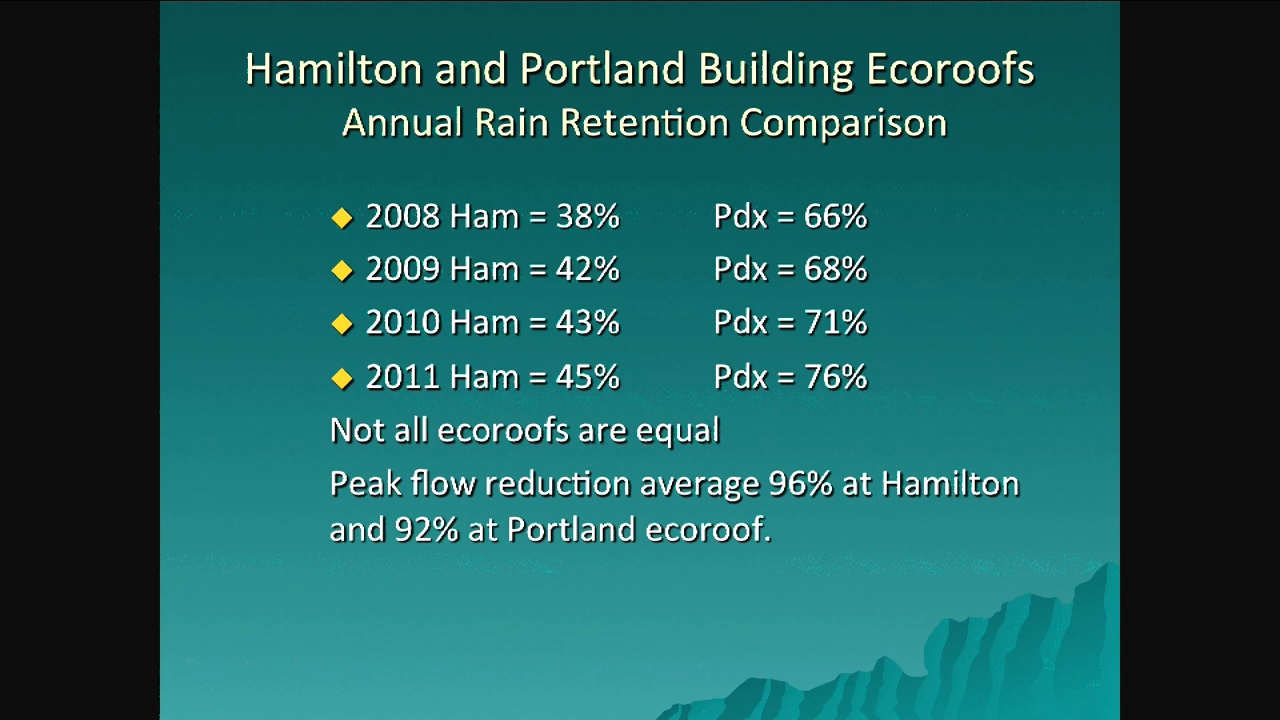 Hamilton and Portland Building Ecoroofs
Annual Rain Retention Comparison
2008 Ham = 38% Pdx = 66%
2009 Ham = 42% Pdx = 68%
2010 Ham = 43% Pdx = 71%
2011 Ham = 45% Pdx = 76%
Not all ecoroofs are equal
Peak flow reduction average 96% at Hamilton
and 92% at Portland ecoroof.